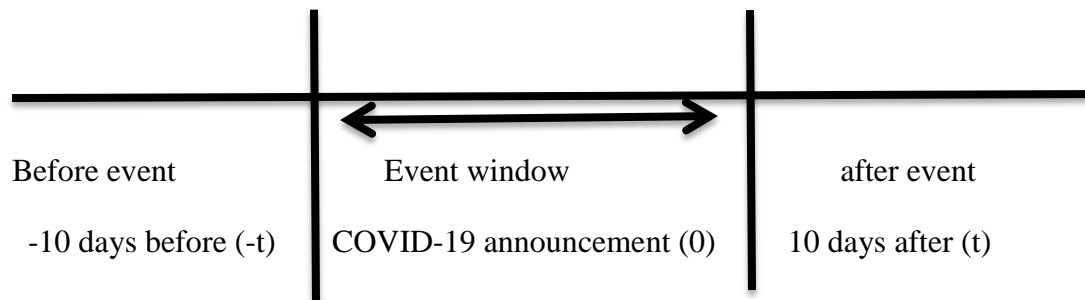 Before event Event window after event
-10 days before (-t) COVID-19 announcement (0) 10 days after (t)